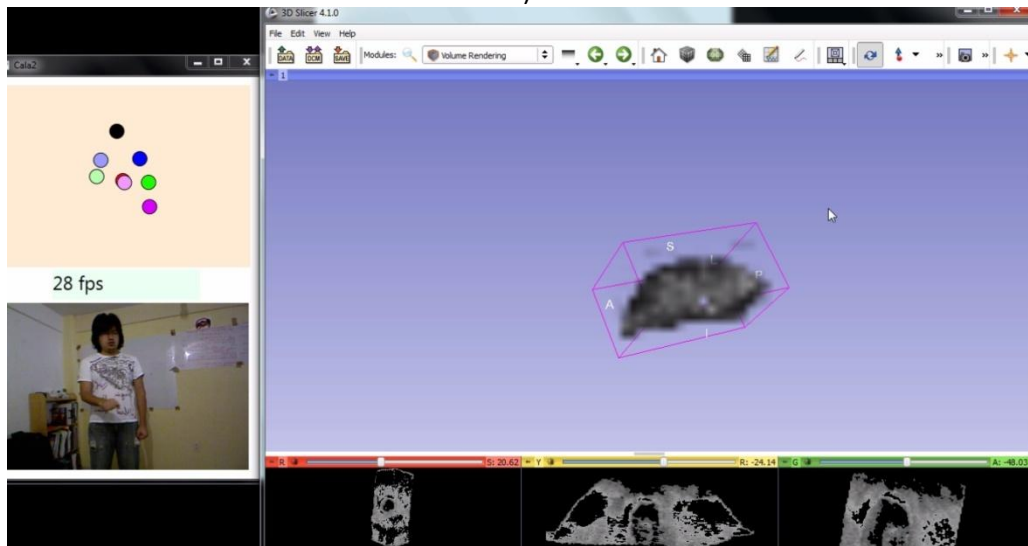 3D Slicer 4.1.0
File Edit View Help
DATA DCM SAVE Modules: Volume Rendering
1
Cala2
28 fps
S
L
P
A
I
R S: 20.62 Y R: -24.14 G A: -48.03